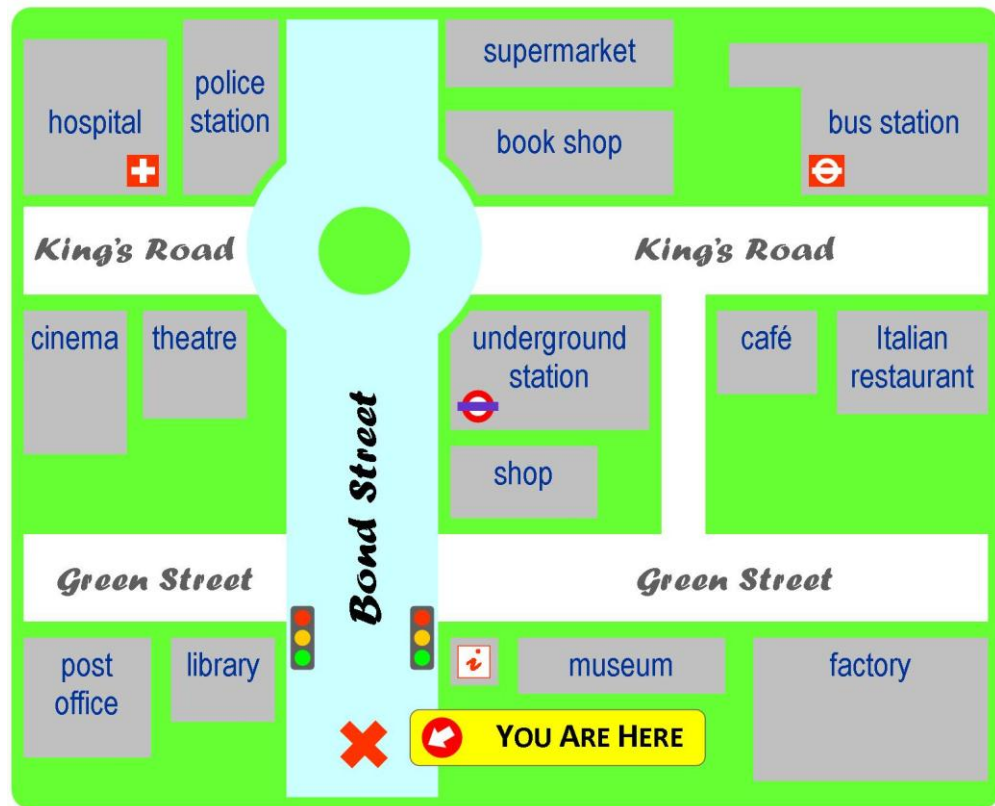 supermarket
police
station
hospital
book shop
bus station
King's Road
King's Road
cinema
theatre
underground
station
café
Italian
restaurant
shop
Bond Street
Green Street
Green Street
post
office
library
i
museum
factory
YOU ARE HERE